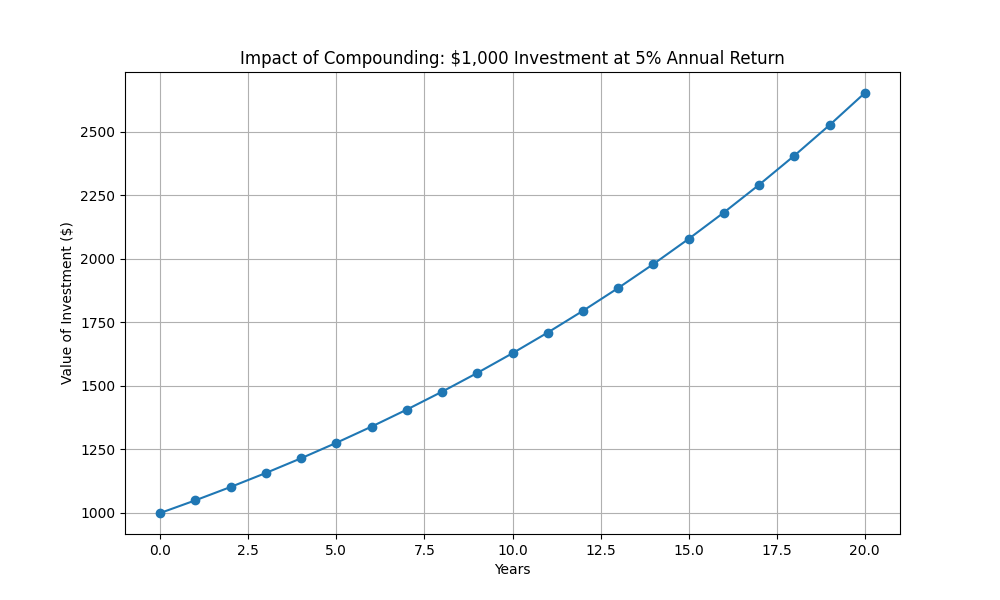 Impact of Compounding: $1,000 Investment at 5% Annual Return
Value of Investment ($)
2500
2250
2000
1750
1500
1250
1000
0.0 2.5 5.0 7.5 10.0 12.5 15.0 17.5 20.0
Years